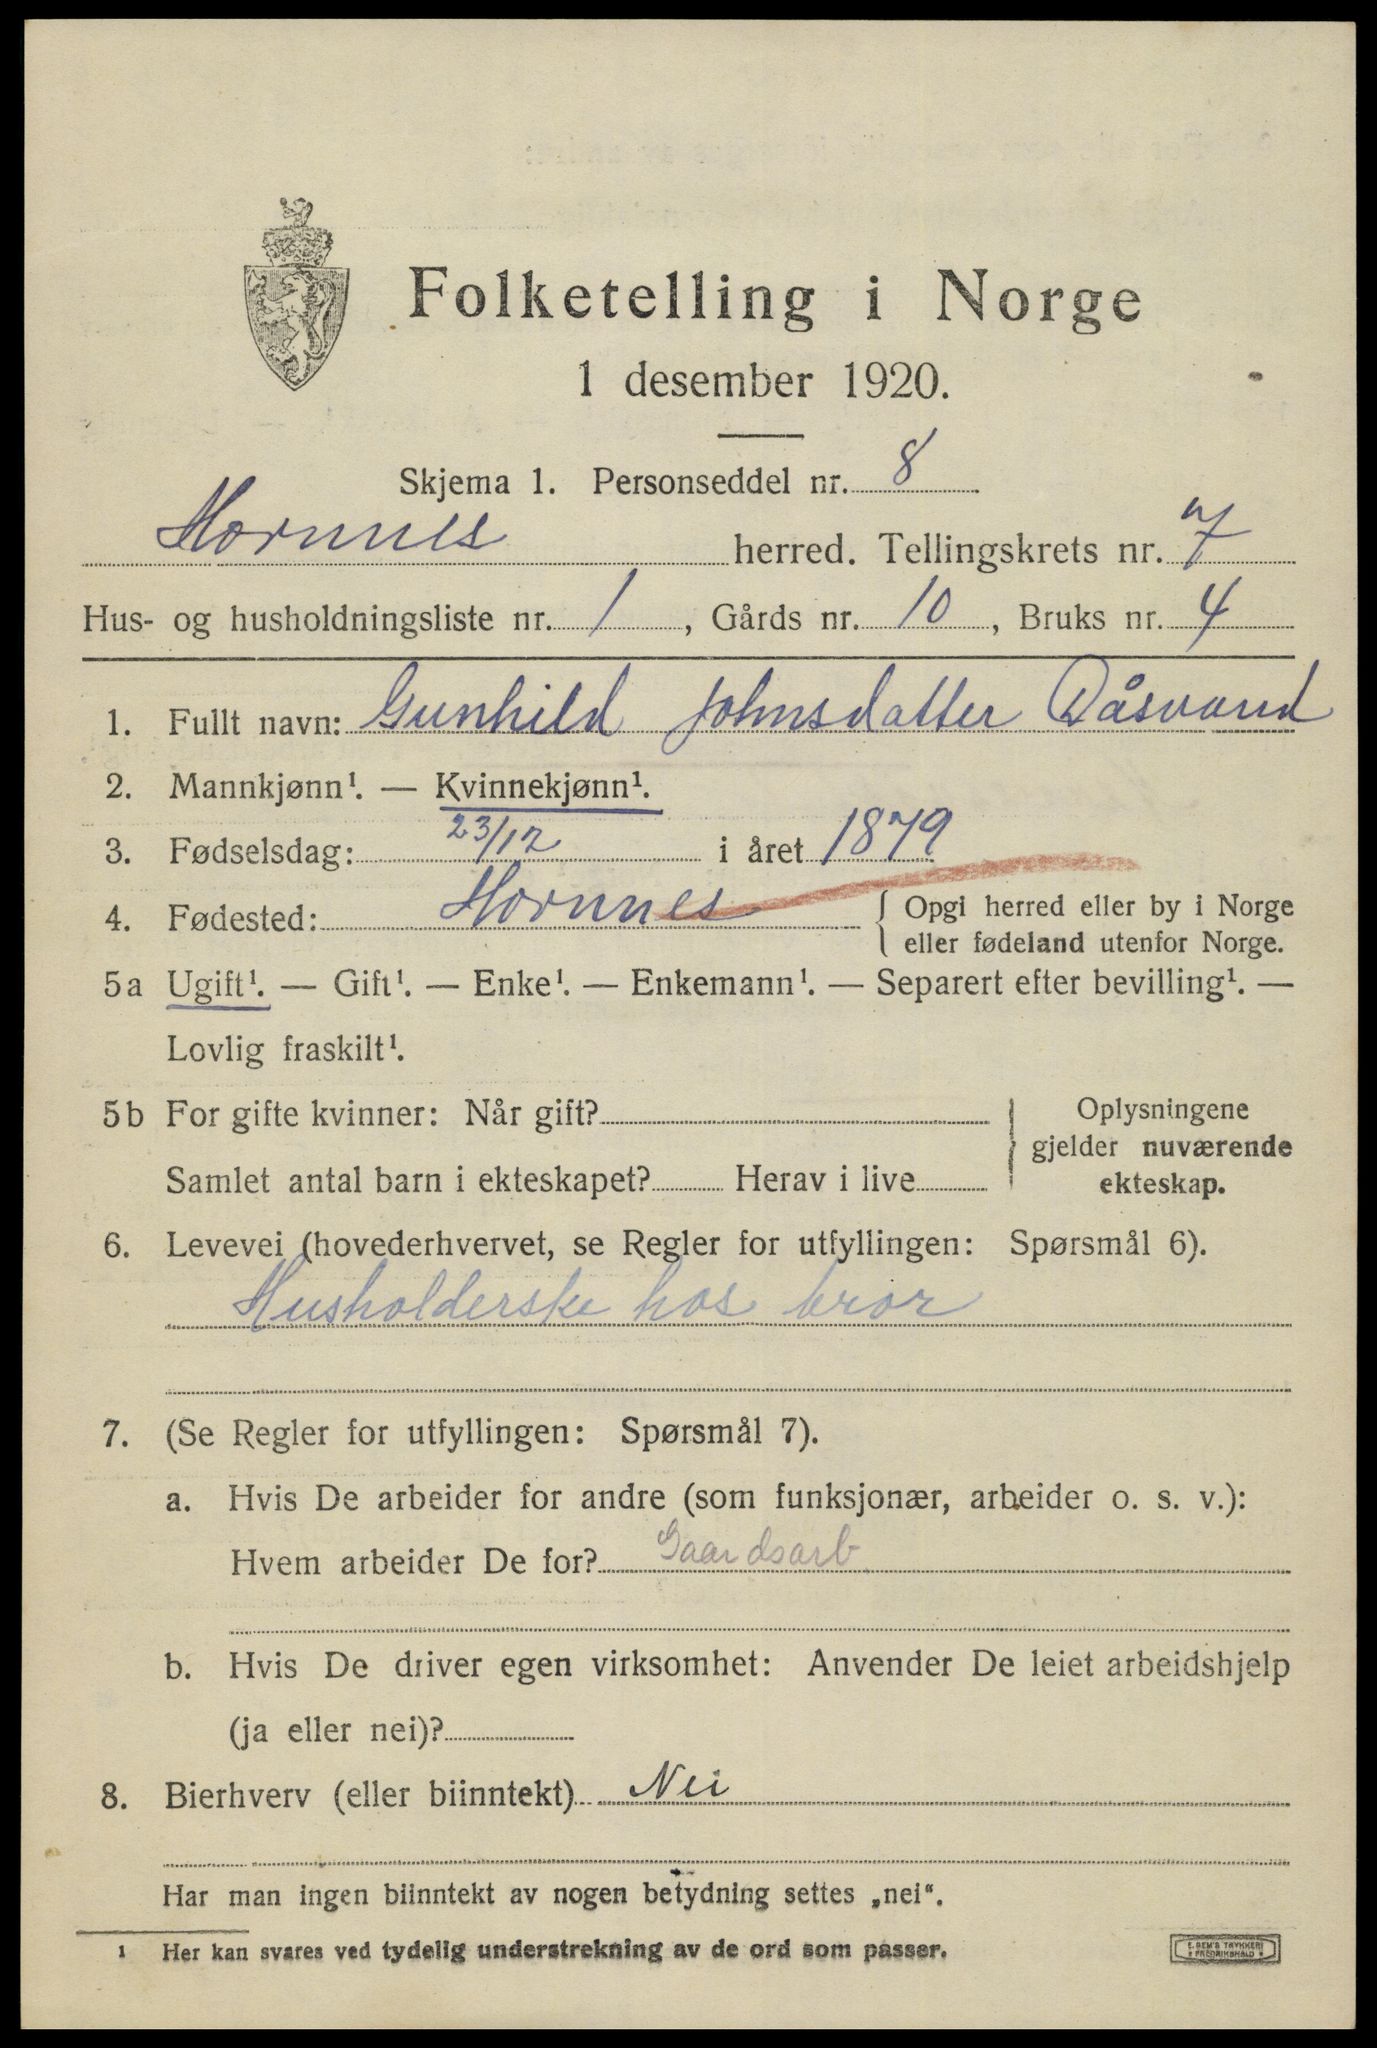 Folketelling i Norge
1 desember 1920.
Skjema 1. Personseddel nr. 8
Hornnes herred. Tellingskrets nr. 7
Hus- og husholdningsliste nr. 1, Gårds nr. 10, Bruks nr. 4
1. Fullt navn: Gunhild Johnsdatter Dåsvand
2. Mannkjønn¹. — Kvinnekjønn¹.
3. Fødselsdag: 23/12 i året 1879
4. Fødested: Hornnes { Opgi herred eller by i Norge
eller fødeland utenfor Norge.
5a Ugift¹. — Gift¹. — Enke¹. — Enkemann¹. — Separert efter bevilling¹. —
Lovlig fraskilt¹.
5b For gifte kvinner: Når gift?
Samlet antal barn i ekteskapet? Herav i live
Oplysningene
gjelder nuværende
ekteskap.
6. Levevei (hovederhvervet, se Regler for utfyllingen: Spørsmål 6).
Husholderske hos bror
7. (Se Regler for utfyllingen: Spørsmål 7).
a. Hvis De arbeider for andre (som funksjonær, arbeider o. s. v.):
Hvem arbeider De for? Gaardsarb
b. Hvis De driver egen virksomhet: Anvender De leiet arbeidshjelp
(ja eller nei)?
8. Bierhverv (eller biinntekt) Nei
Har man ingen biinntekt av nogen betydning settes „nei“.
1 Her kan svares ved tydelig understrekning av de ord som passer.
E. SEM'S TRYKKERI
FREDRIKSHALD